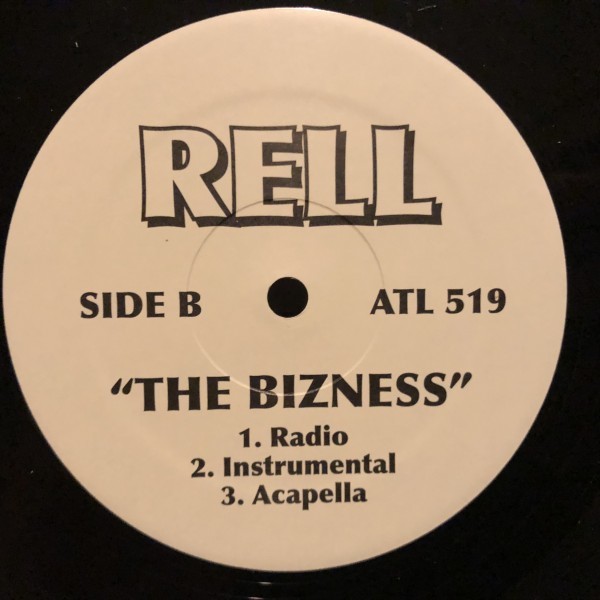 RELL
SIDE B ATL 519
“THE BIZNESS”
1. Radio
2. Instrumental
3. Acapella